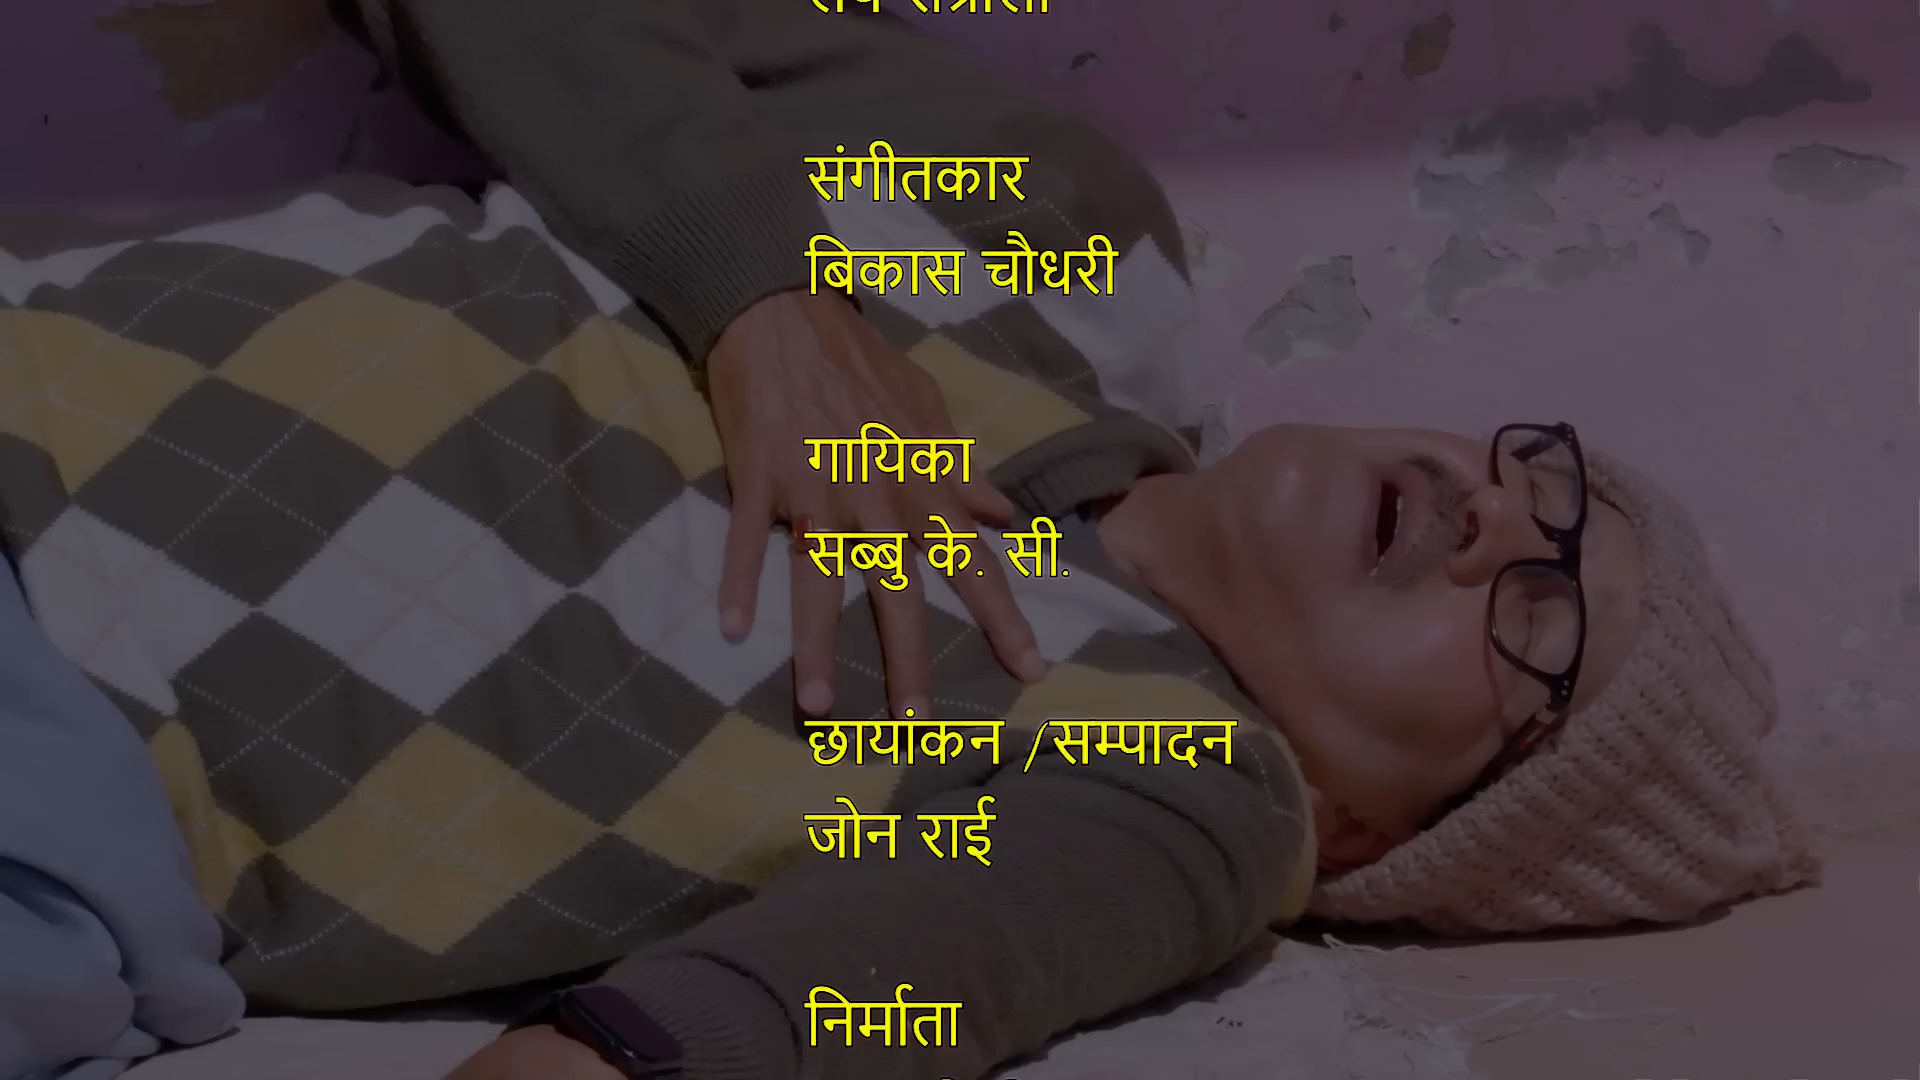 संगीतकार
बिकास चौधरी
गायिका
सब्बु के. सी.
छायांकन /सम्पादन
जोन राई
निर्माता